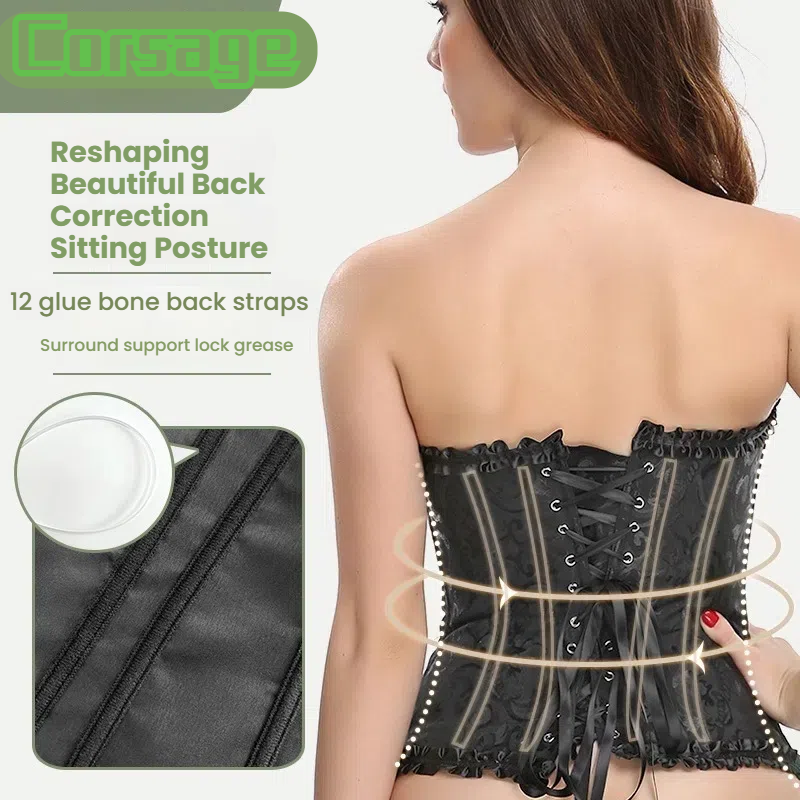 Corsage
Reshaping
Beautiful Back
Correction
Sitting Posture
12 glue bone back straps
Surround support lock grease